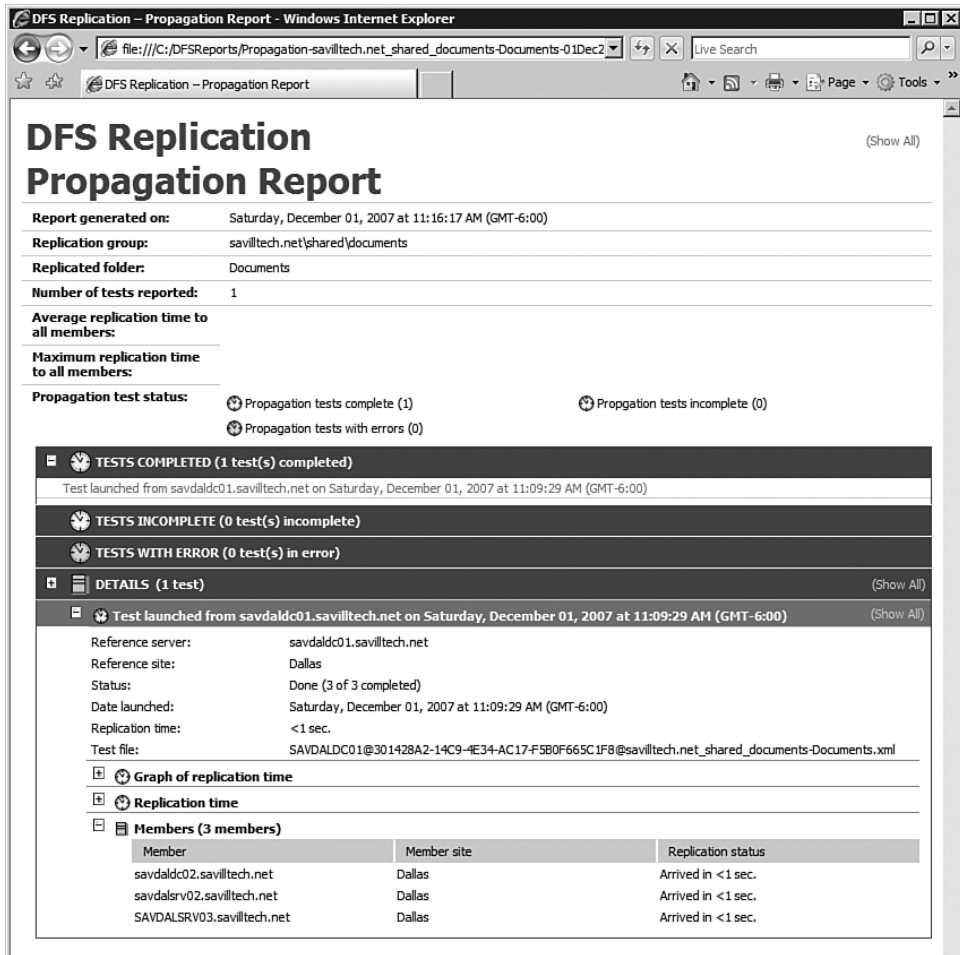 DFS Replication – Propagation Report - Windows Internet Explorer
file:///C:/DFSReports/Propagation-savilltech.net_shared_documents-Documents-01Dec2
Live Search
DFS Replication – Propagation Report
Page
Tools
»
DFS Replication
Propagation Report
(Show All)
Report generated on: Saturday, December 01, 2007 at 11:16:17 AM (GMT-6:00)
Replication group: savilltech.net\shared\documents
Replicated folder: Documents
Number of tests reported: 1
Average replication time to
all members:
Maximum replication time
to all members:
Propagation test status:
Propagation tests complete (1) Propgation tests incomplete (0)
Propagation tests with errors (0)
TESTS COMPLETED (1 test(s) completed)
Test launched from savdaldc01.savilltech.net on Saturday, December 01, 2007 at 11:09:29 AM (GMT-6:00)
TESTS INCOMPLETE (0 test(s) incomplete)
TESTS WITH ERROR (0 test(s) in error)
DETAILS (1 test) (Show All)
Test launched from savdaldc01.savilltech.net on Saturday, December 01, 2007 at 11:09:29 AM (GMT-6:00) (Show All)
Reference server: savdaldc01.savilltech.net
Reference site: Dallas
Status: Done (3 of 3 completed)
Date launched: Saturday, December 01, 2007 at 11:09:29 AM (GMT-6:00)
Replication time: <1 sec.
Test file: SAVDALDC01@301428A2-14C9-4E34-AC17-F5B0F665C1F8@savilltech.net_shared_documents-Documents.xml
Graph of replication time
Replication time
Members (3 members)
Member Member site Replication status
savdaldc02.savilltech.net Dallas Arrived in <1 sec.
savdalsrv02.savilltech.net Dallas Arrived in <1 sec.
SAVDALSRV03.savilltech.net Dallas Arrived in <1 sec.